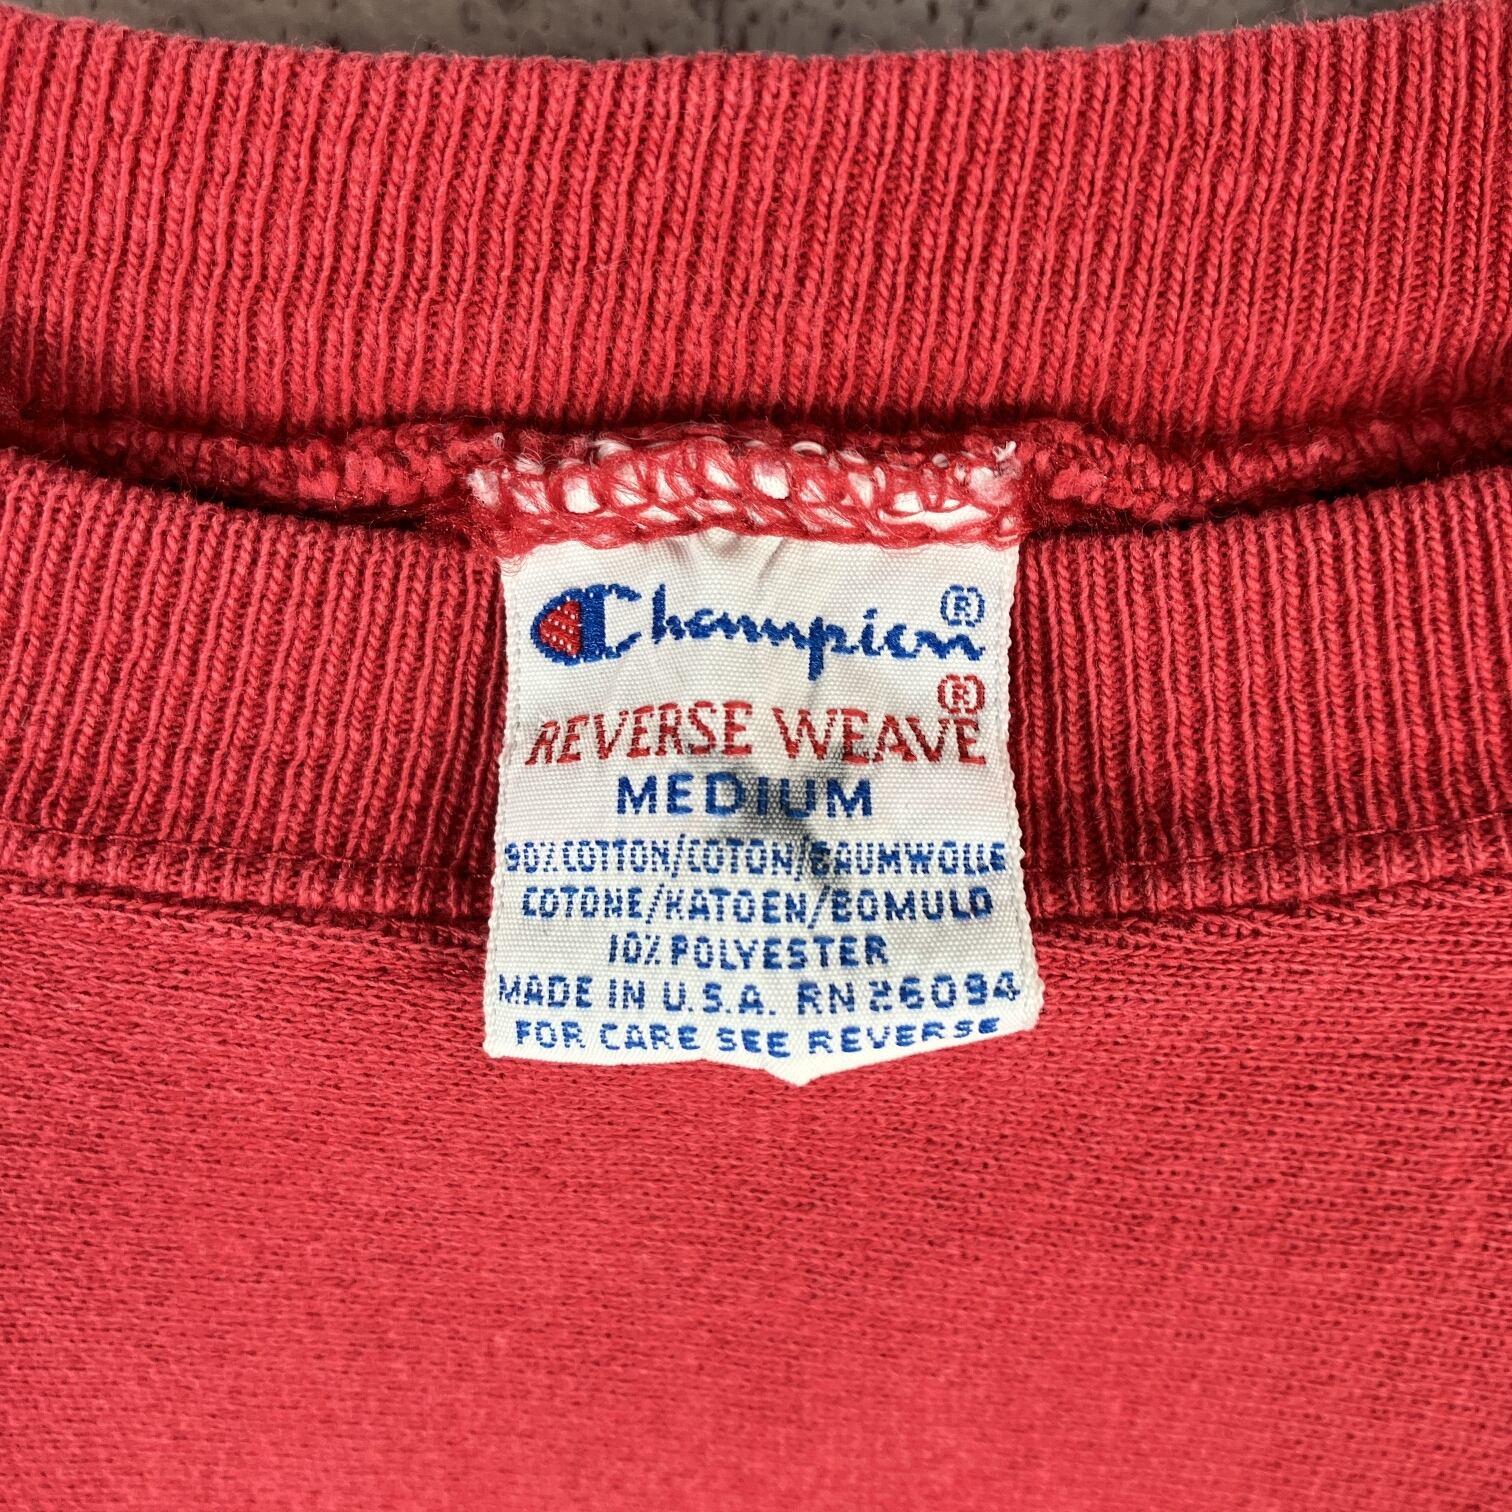 Champion®
REVERSE WEAVE®
MEDIUM
90% COTTON/COTON/BAUMWOLLE
COTONE/KATOEN/BOMULD
10% POLYESTER
MADE IN U.S.A. RN 26094
FOR CARE SEE REVERSE